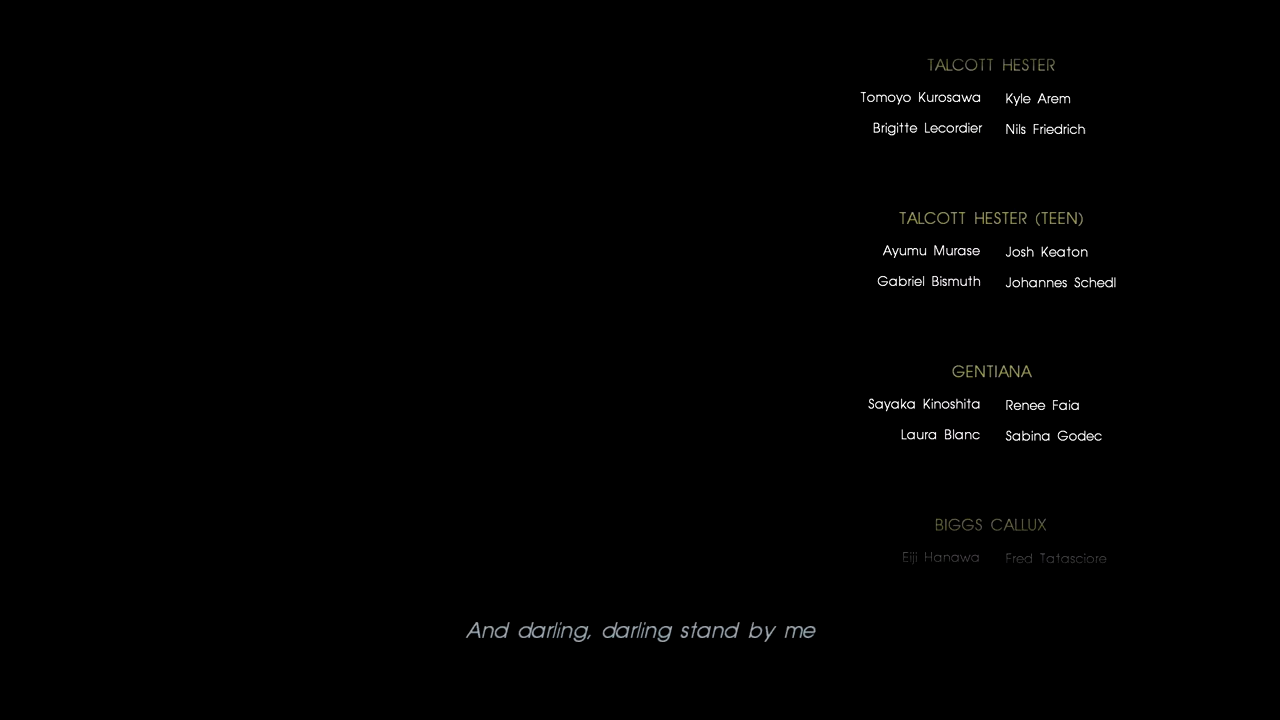 TALCOTT HESTER
Tomoyo Kurosawa Kyle Arem
Brigitte Lecordier Nils Friedrich
TALCOTT HESTER (TEEN)
Ayumu Murase Josh Keaton
Gabriel Bismuth Johannes Schedl
GENTIANA
Sayaka Kinoshita Renee Faia
Laura Blanc Sabina Godec
BIGGS CALLUX
Eiji Hanawa Fred Tatasciore
And darling, darling stand by me